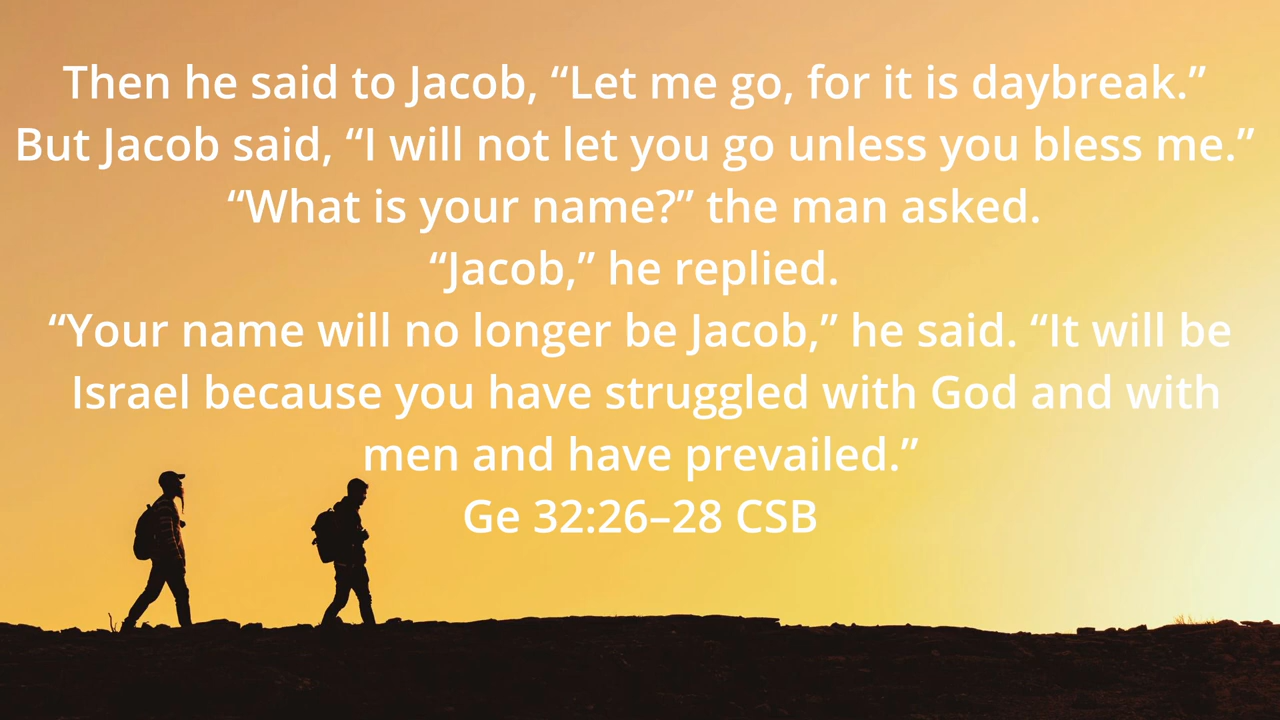 Then he said to Jacob, “Let me go, for it is daybreak.”
But Jacob said, “I will not let you go unless you bless me.”
“What is your name?” the man asked.
“Jacob,” he replied.
“Your name will no longer be Jacob,” he said. “It will be
Israel because you have struggled with God and with
men and have prevailed.”
Ge 32:26–28 CSB